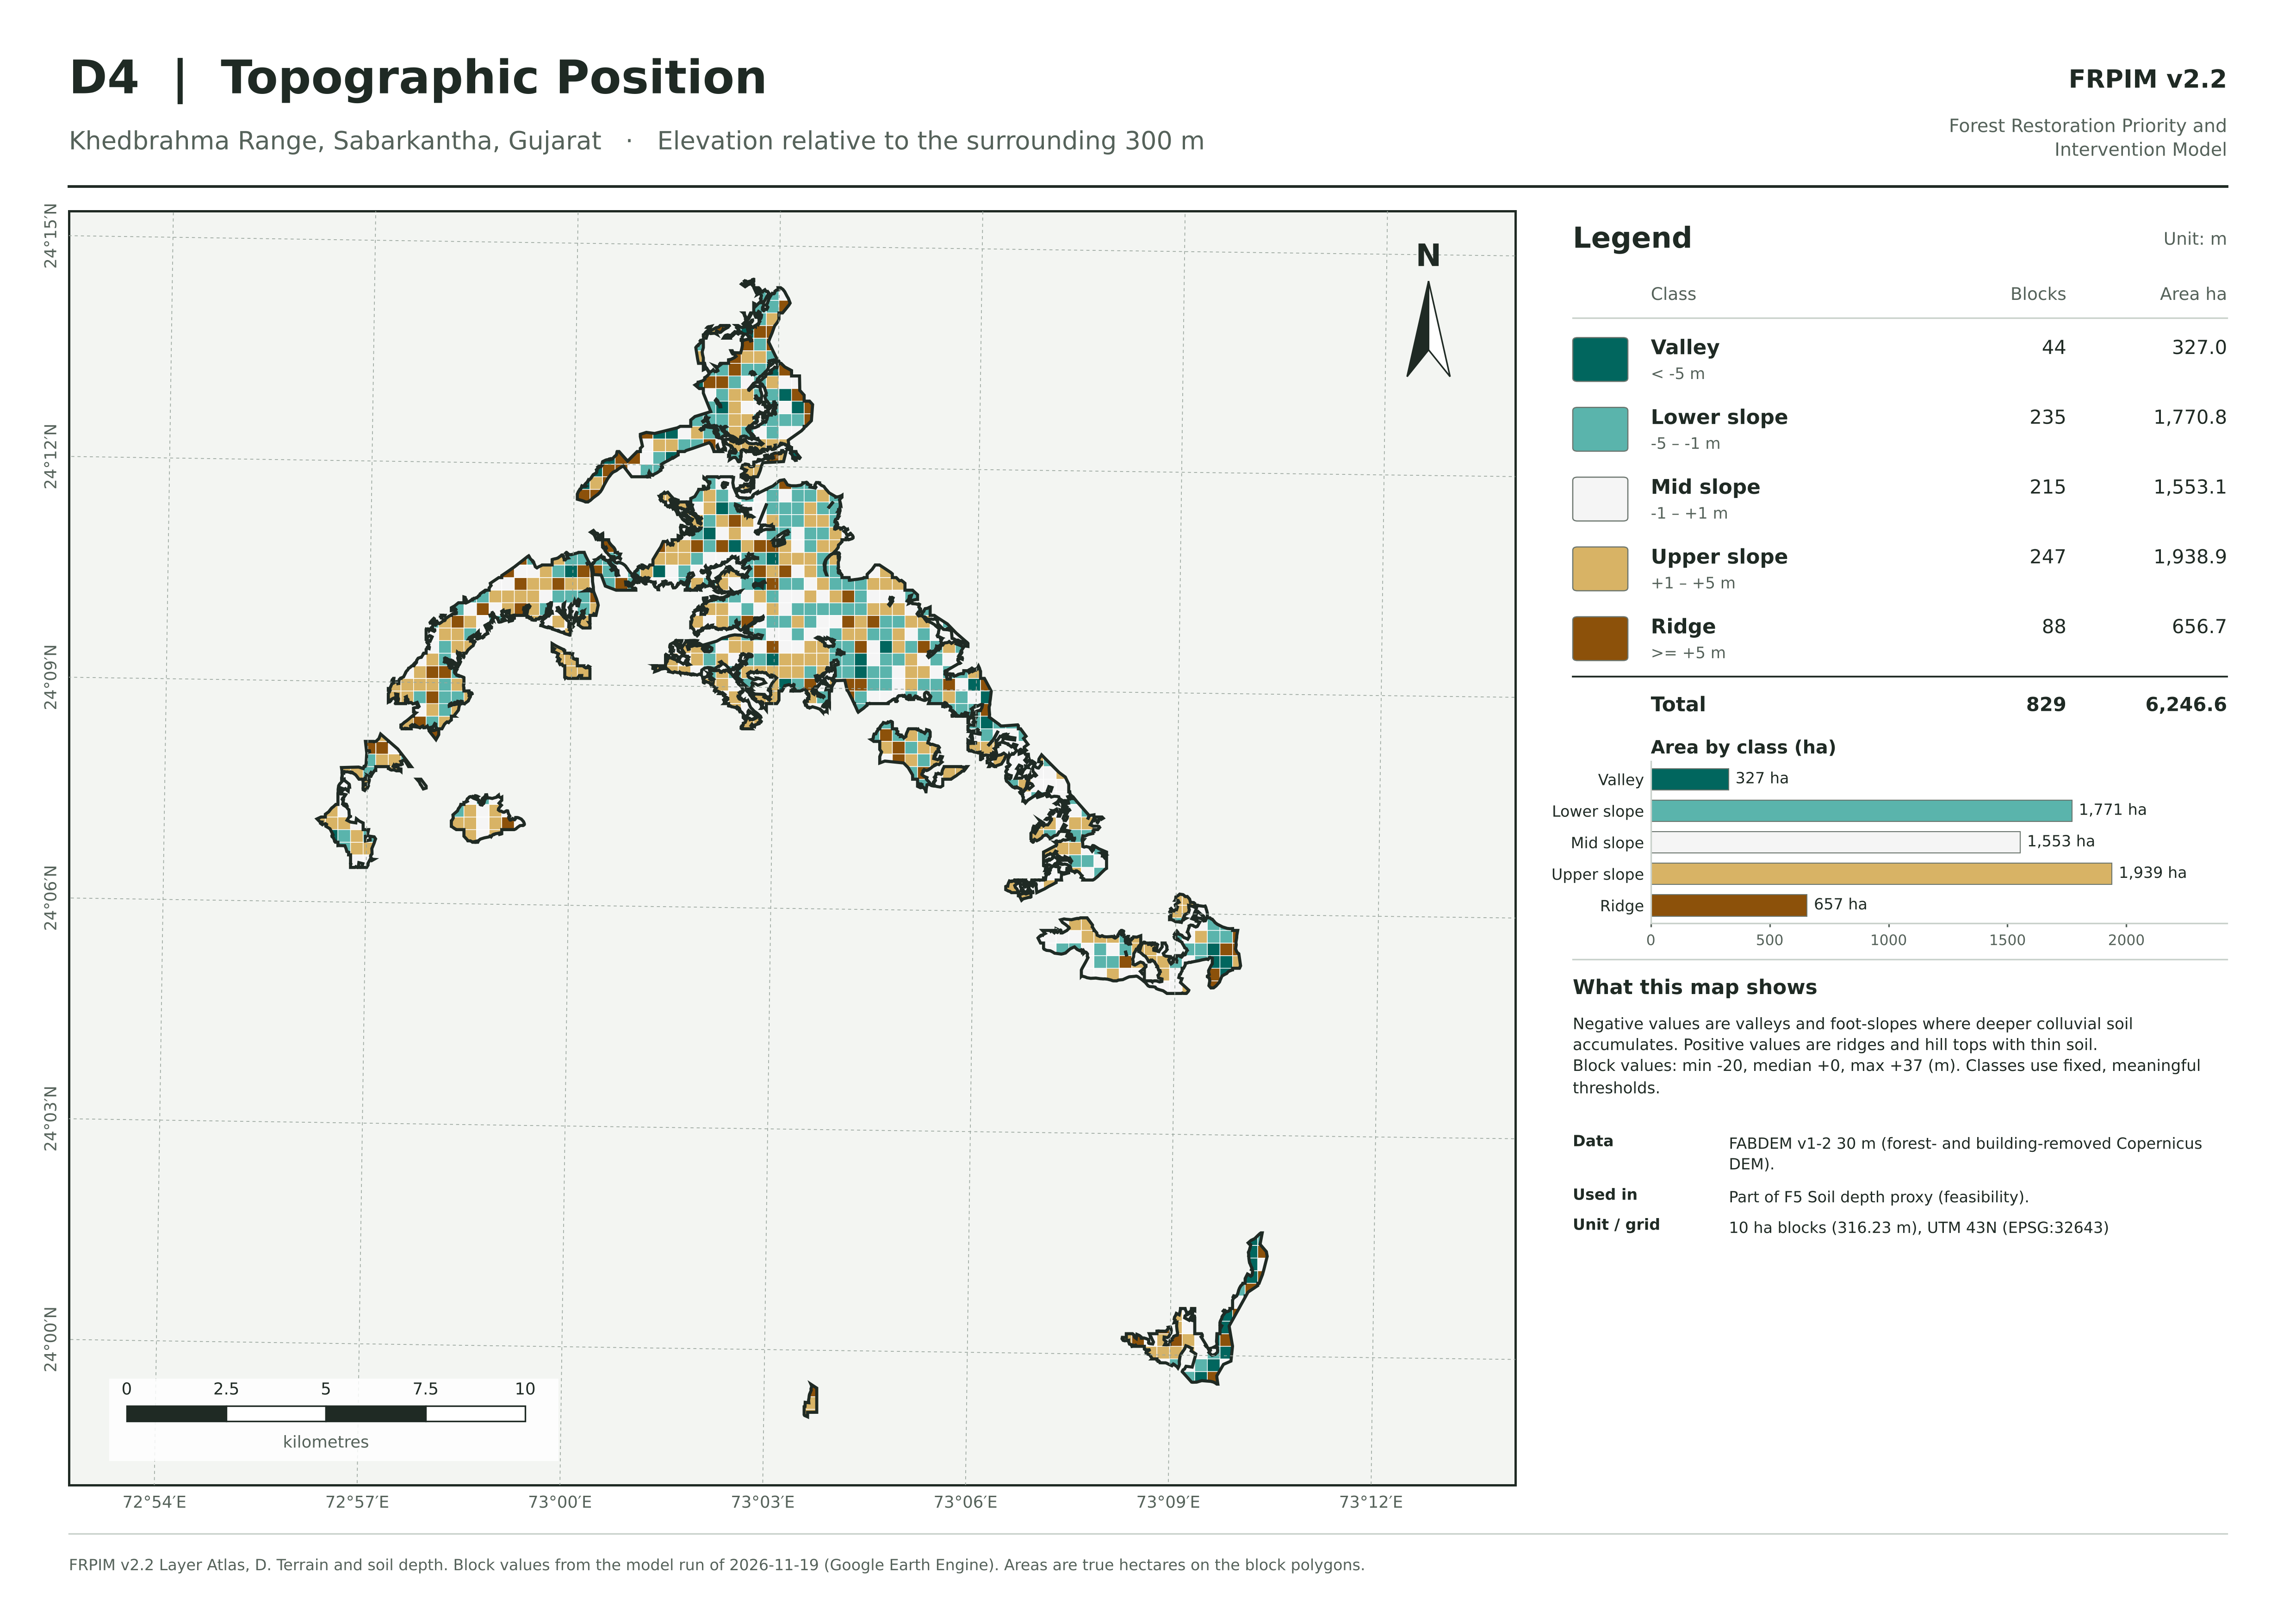 D4 | Topographic Position
FRPIM v2.2
Khedbrahma Range, Sabarkantha, Gujarat · Elevation relative to the surrounding 300 m
Forest Restoration Priority and
Intervention Model
24°15′N
24°12′N
24°09′N
24°06′N
24°03′N
24°00′N
N
0 2.5 5 7.5 10
kilometres
72°54′E 72°57′E 73°00′E 73°03′E 73°06′E 73°09′E 73°12′E
Legend Unit: m
Class Blocks Area ha
Valley 44 327.0
< -5 m
Lower slope 235 1,770.8
-5 – -1 m
Mid slope 215 1,553.1
-1 – +1 m
Upper slope 247 1,938.9
+1 – +5 m
Ridge 88 656.7
>= +5 m
Total 829 6,246.6
Area by class (ha)
Valley 327 ha
Lower slope 1,771 ha
Mid slope 1,553 ha
Upper slope 1,939 ha
Ridge 657 ha
0 500 1000 1500 2000
What this map shows
Negative values are valleys and foot-slopes where deeper colluvial soil
accumulates. Positive values are ridges and hill tops with thin soil.
Block values: min -20, median +0, max +37 (m). Classes use fixed, meaningful
thresholds.
Data FABDEM v1-2 30 m (forest- and building-removed Copernicus
DEM).
Used in Part of F5 Soil depth proxy (feasibility).
Unit / grid 10 ha blocks (316.23 m), UTM 43N (EPSG:32643)
FRPIM v2.2 Layer Atlas, D. Terrain and soil depth. Block values from the model run of 2026-11-19 (Google Earth Engine). Areas are true hectares on the block polygons.